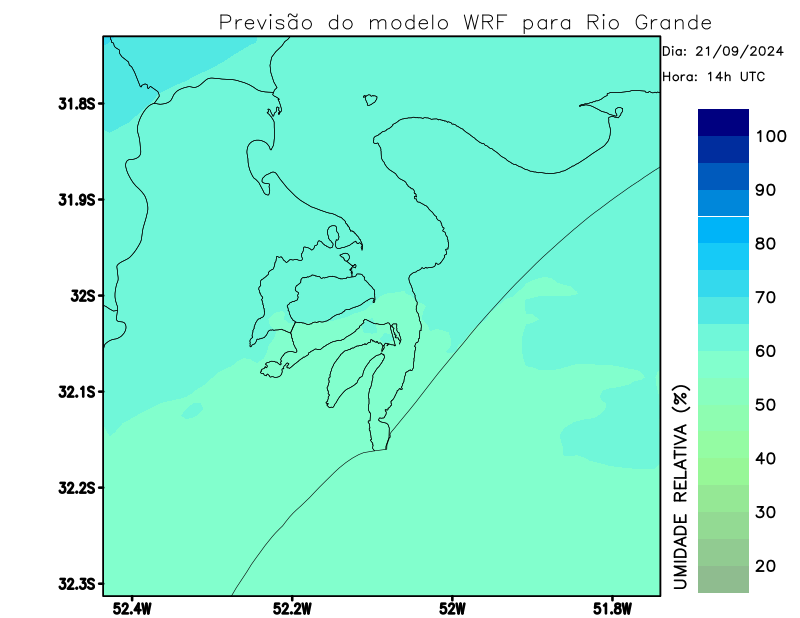 Previsão do modelo WRF para Rio Grande
Dia: 21/09/2024
Hora: 14h UTC
31.8S
31.9S
32S
32.1S
32.2S
32.3S
52.4W
52.2W
52W
51.8W
100
90
80
70
60
50
40
30
20
UMIDADE RELATIVA (%)